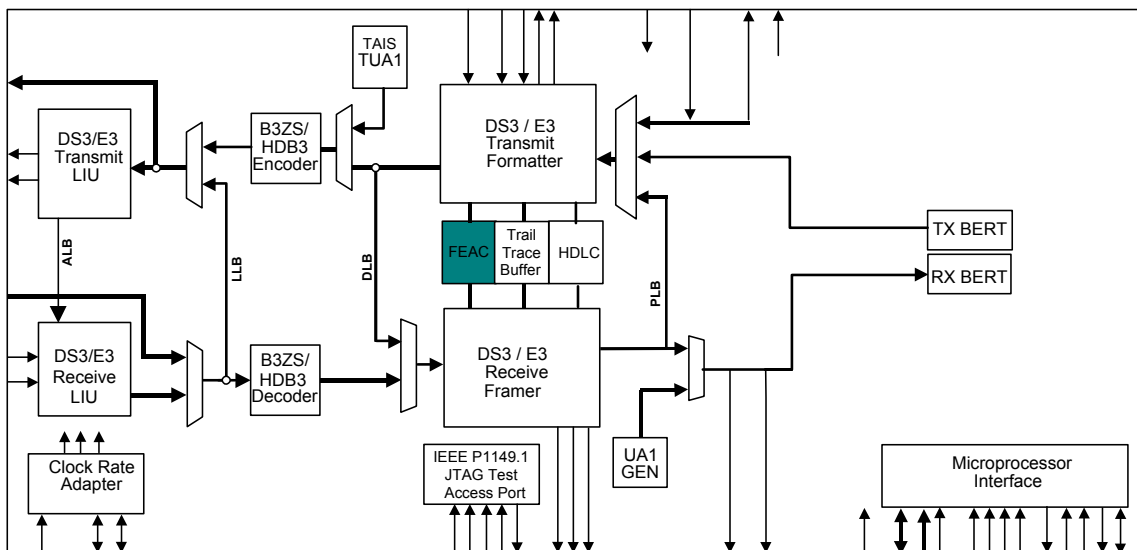 TAIS
TUA1
DS3/E3
Transmit
LIU
B3ZS/
HDB3
Encoder
DS3 / E3
Transmit
Formatter
FEAC
Trail
Trace
Buffer
HDLC
TX BERT
RX BERT
ALB
LLB
DLB
PLB
DS3/E3
Receive
LIU
B3ZS/
HDB3
Decoder
DS3 / E3
Receive
Framer
UA1
GEN
Clock Rate
Adapter
IEEE P1149.1
JTAG Test
Access Port
Microprocessor
Interface